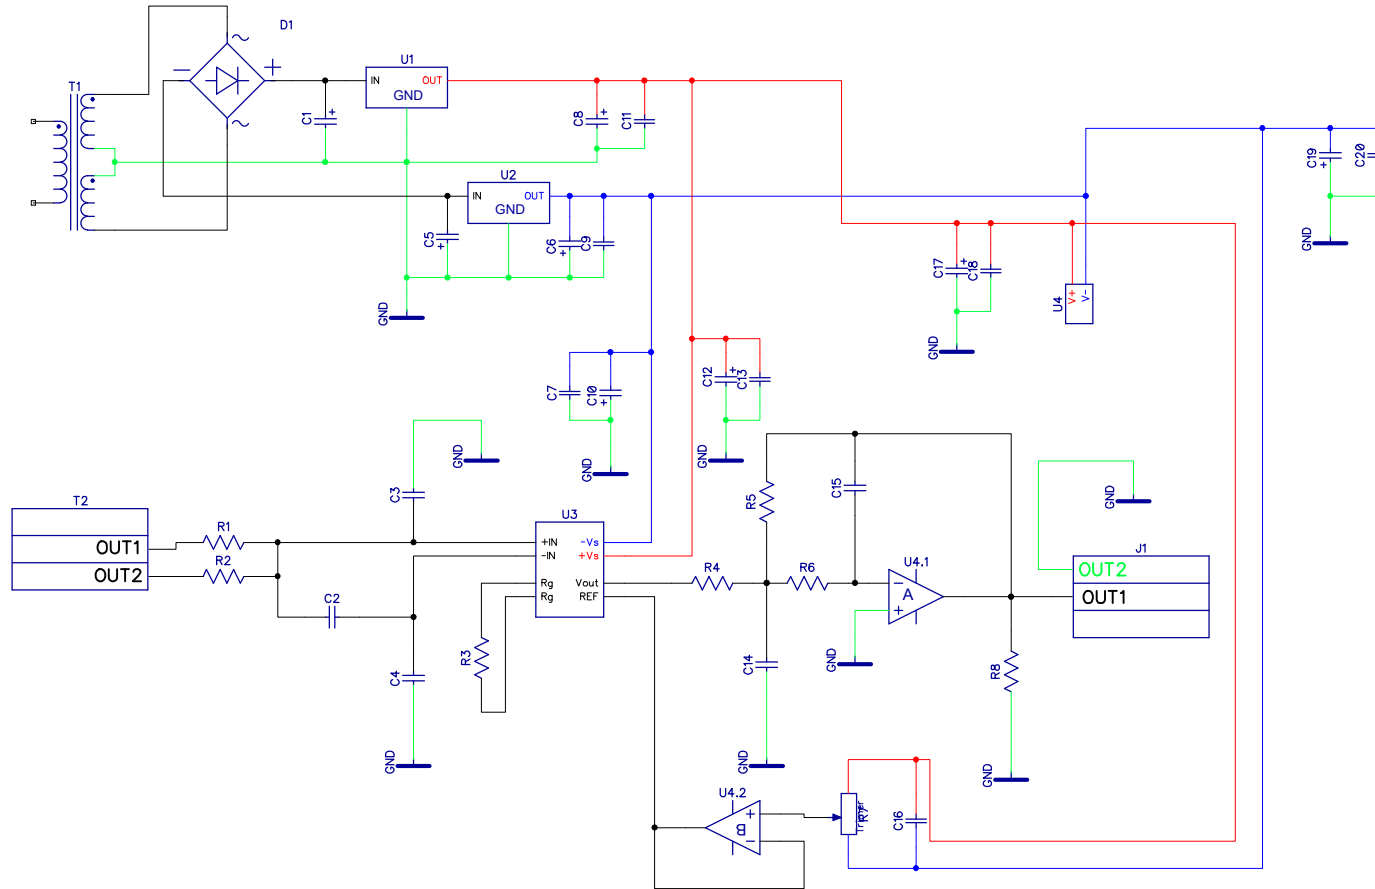 D1
T1
U1
IN
OUT
GND
C1
+
C8
+
C11
C19
+
C20
U2
IN
OUT
GND
C5
+
C6
+
C9
C17
+
C18
U4
V+
V-
GND
GND
GND
C7
C10
+
C12
+
C13
GND
GND
GND
C3
R5
C15
GND
T2
OUT1
OUT2
R1
R2
C2
U3
+IN
-IN
Rg
Rg
-Vs
+Vs
Vout
REF
R4
R6
U4.1
A
J1
OUT2
OUT1
R3
C4
C14
GND
R8
GND
GND
GND
U4.2
B
R7
Trimmer
C16